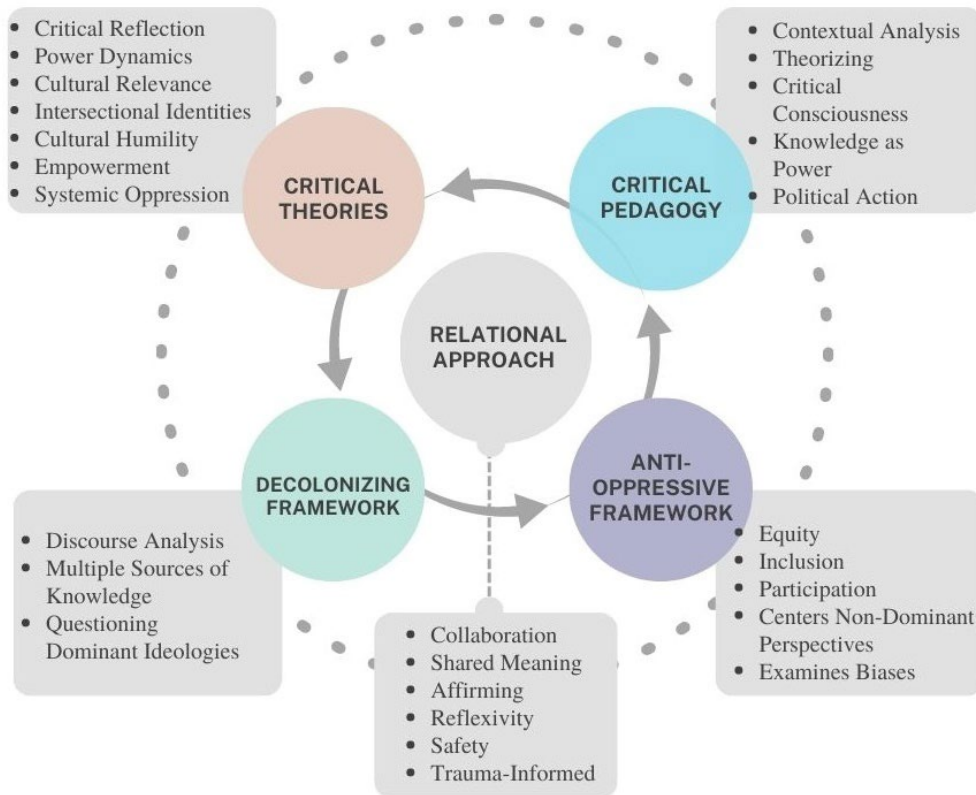 • Critical Reflection
• Power Dynamics
• Cultural Relevance
• Intersectional Identities
• Cultural Humility
• Empowerment
• Systemic Oppression
• Contextual Analysis
• Theorizing
• Critical
Consciousness
• Knowledge as
Power
• Political Action
CRITICAL
THEORIES
CRITICAL
PEDAGOGY
RELATIONAL
APPROACH
DECOLONIZING
FRAMEWORK
ANTI-
OPPRESSIVE
FRAMEWORK
• Discourse Analysis
• Multiple Sources of
Knowledge
• Questioning
Dominant Ideologies
• Equity
• Inclusion
• Participation
• Centers Non-Dominant
Perspectives
• Examines Biases
• Collaboration
• Shared Meaning
• Affirming
• Reflexivity
• Safety
• Trauma-Informed